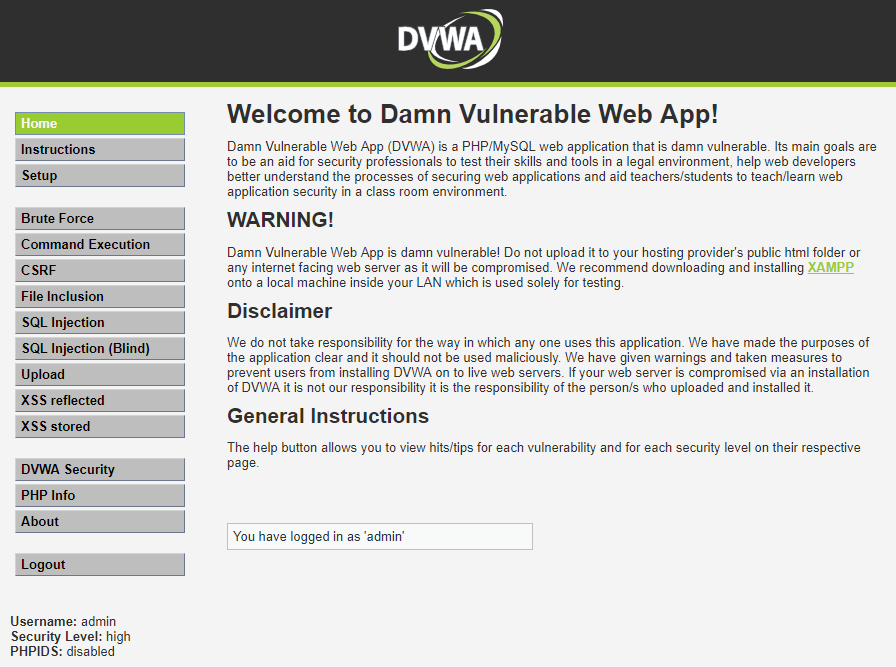 DVWA
Home
Instructions
Setup
Brute Force
Command Execution
CSRF
File Inclusion
SQL Injection
SQL Injection (Blind)
Upload
XSS reflected
XSS stored
DVWA Security
PHP Info
About
Logout
Username: admin
Security Level: high
PHPIDS: disabled
Welcome to Damn Vulnerable Web App!
Damn Vulnerable Web App (DVWA) is a PHP/MySQL web application that is damn vulnerable. Its main goals are
to be an aid for security professionals to test their skills and tools in a legal environment, help web developers
better understand the processes of securing web applications and aid teachers/students to teach/learn web
application security in a class room environment.
WARNING!
Damn Vulnerable Web App is damn vulnerable! Do not upload it to your hosting provider's public html folder or
any internet facing web server as it will be compromised. We recommend downloading and installing XAMPP
onto a local machine inside your LAN which is used solely for testing.
Disclaimer
We do not take responsibility for the way in which any one uses this application. We have made the purposes of
the application clear and it should not be used maliciously. We have given warnings and taken measures to
prevent users from installing DVWA on to live web servers. If your web server is compromised via an installation
of DVWA it is not our responsibility it is the responsibility of the person/s who uploaded and installed it.
General Instructions
The help button allows you to view hits/tips for each vulnerability and for each security level on their respective
page.
You have logged in as 'admin'